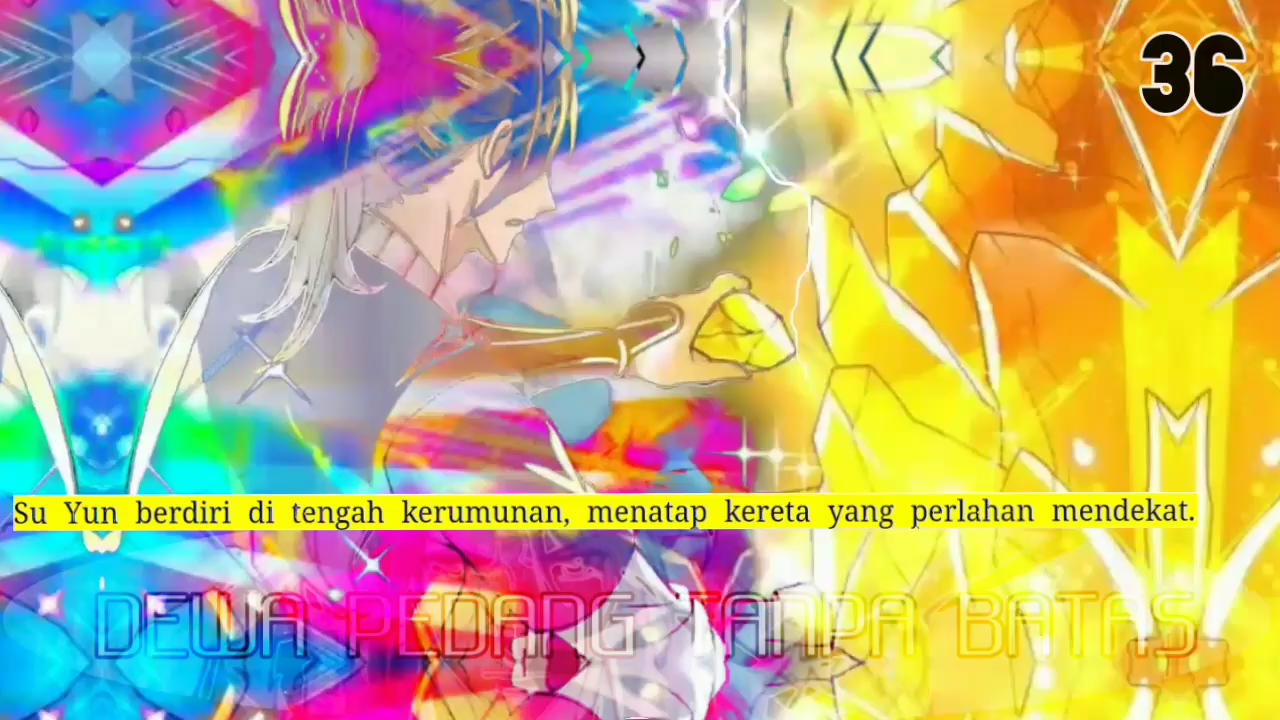 36
Su Yun berdiri di tengah kerumunan, menatap kereta yang perlahan mendekat.
DEWA PEDANG TANPA BATAS